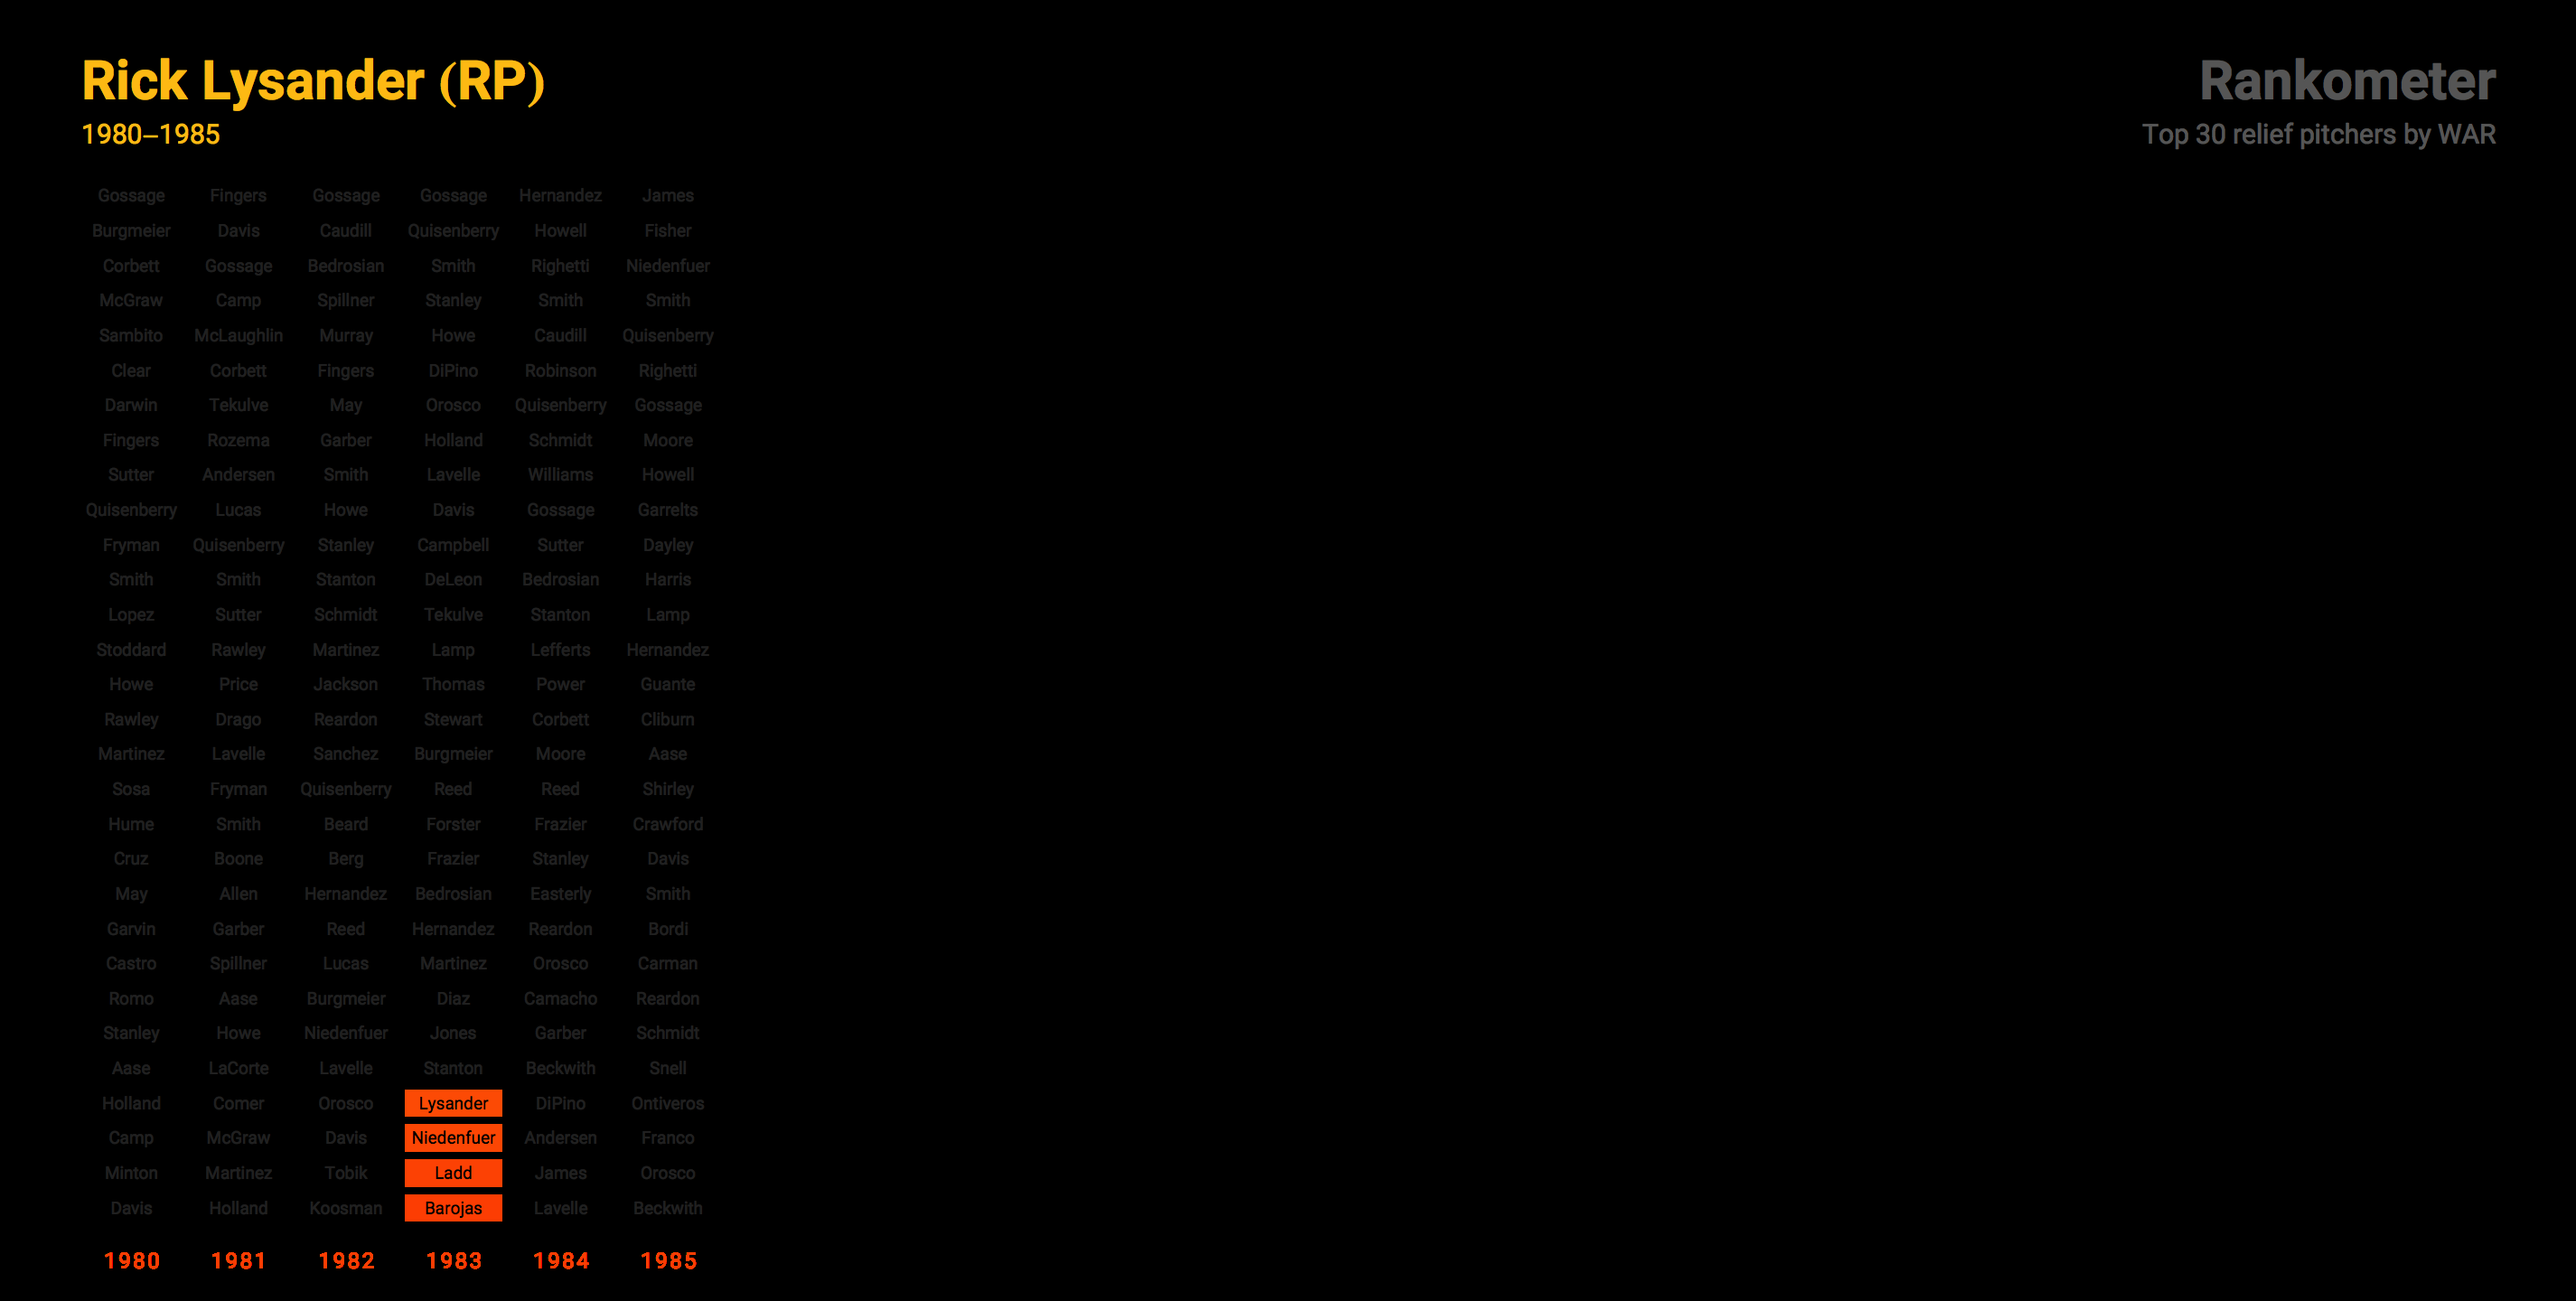 Rick Lysander (RP)
1980–1985
Rankometer
Top 30 relief pitchers by WAR
Gossage Fingers Gossage Gossage Hernandez James
Burgmeier Davis Caudill Quisenberry Howell Fisher
Corbett Gossage Bedrosian Smith Righetti Niedenfuer
McGraw Camp Spillner Stanley Smith Smith
Sambito McLaughlin Murray Howe Caudill Quisenberry
Clear Corbett Fingers DiPino Robinson Righetti
Darwin Tekulve May Orosco Quisenberry Gossage
Fingers Rozema Garber Holland Schmidt Moore
Sutter Andersen Smith Lavelle Williams Howell
Quisenberry Lucas Howe Davis Gossage Garrelts
Fryman Quisenberry Stanley Campbell Sutter Dayley
Smith Smith Stanton DeLeon Bedrosian Harris
Lopez Sutter Schmidt Tekulve Stanton Lamp
Stoddard Rawley Martinez Lamp Lefferts Hernandez
Howe Price Jackson Thomas Power Guante
Rawley Drago Reardon Stewart Corbett Cliburn
Martinez Lavelle Sanchez Burgmeier Moore Aase
Sosa Fryman Quisenberry Reed Reed Shirley
Hume Smith Beard Forster Frazier Crawford
Cruz Boone Berg Frazier Stanley Davis
May Allen Hernandez Bedrosian Easterly Smith
Garvin Garber Reed Hernandez Reardon Bordi
Castro Spillner Lucas Martinez Orosco Carman
Romo Aase Burgmeier Diaz Camacho Reardon
Stanley Howe Niedenfuer Jones Garber Schmidt
Aase LaCorte Lavelle Stanton Beckwith Snell
Holland Comer Orosco Lysander DiPino Ontiveros
Camp McGraw Davis Niedenfuer Andersen Franco
Minton Martinez Tobik Ladd James Orosco
Davis Holland Koosman Barojas Lavelle Beckwith
1980 1981 1982 1983 1984 1985